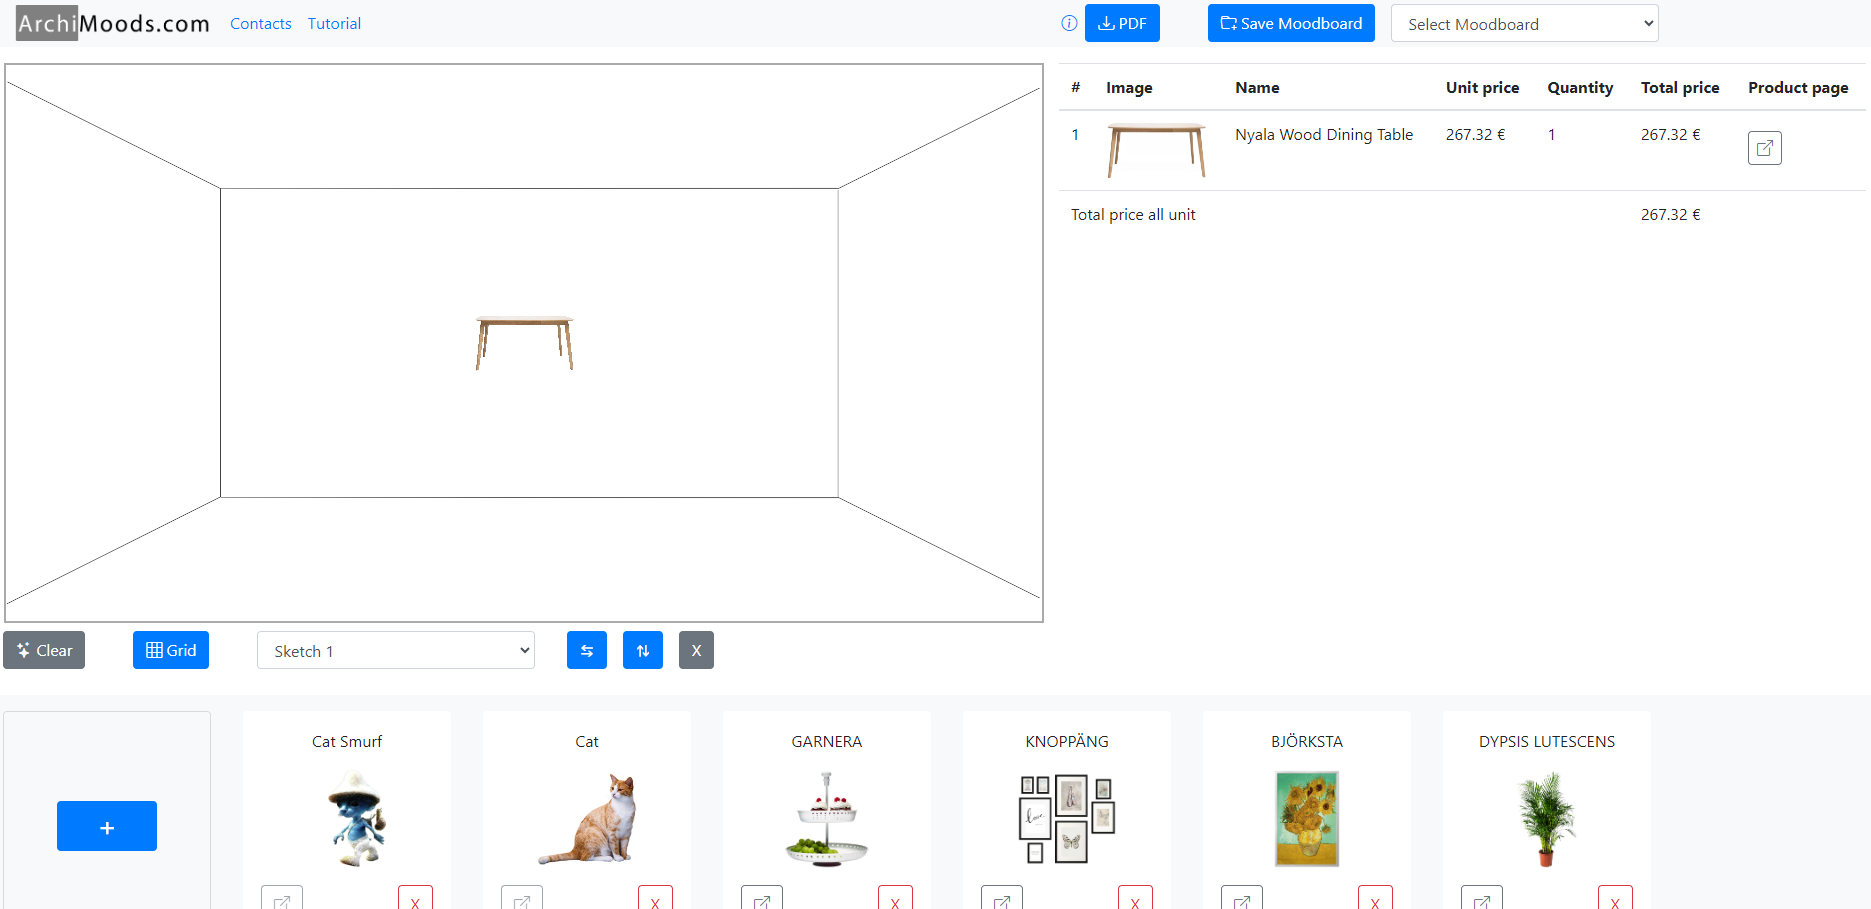 ArchiMoods.com Contacts Tutorial PDF Save Moodboard Select Moodboard
# Image Name Unit price Quantity Total price Product page
1 Nyala Wood Dining Table 267.32 € 1 267.32 €
Total price all unit 267.32 €
Clear Grid Sketch 1 X
Cat Smurf Cat GARNERA KNOPPÄNG BJÖRKSTA DYPSIS LUTESCENS
love.
+
X X X X X X